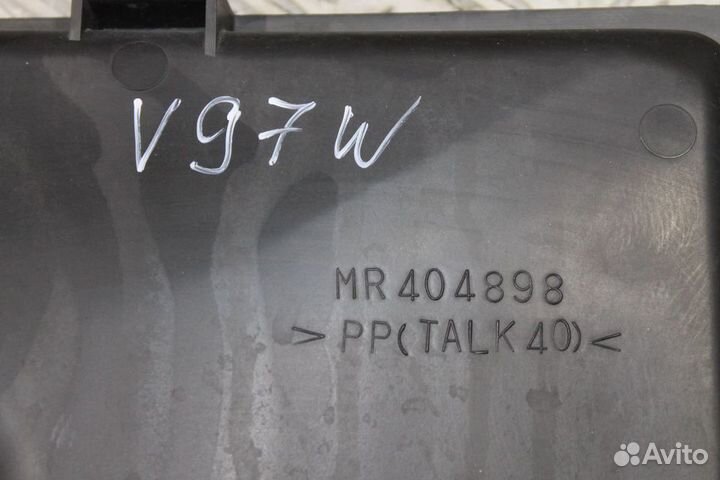 V97W
MR404898
>PP(TALK40)<
Avito